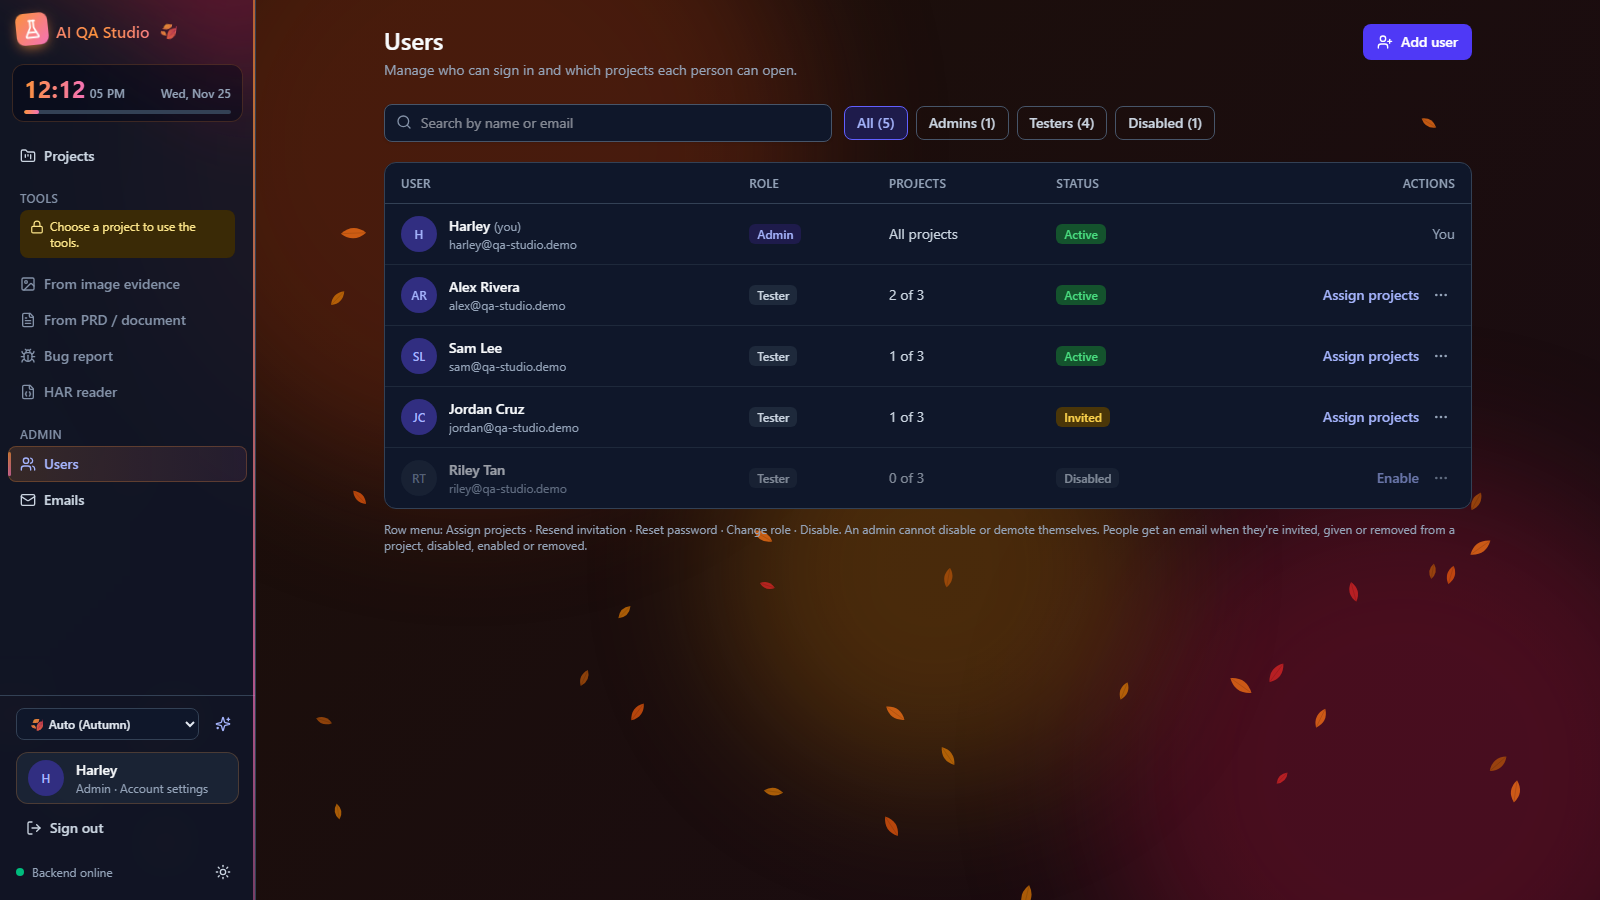 AI QA Studio
12:12 05 PM Wed, Nov 25
Projects
TOOLS
Choose a project to use the
tools.
From image evidence
From PRD / document
Bug report
HAR reader
ADMIN
Users
Emails
Auto (Autumn)
H
Harley
Admin · Account settings
Sign out
Backend online
Users
Manage who can sign in and which projects each person can open.
Add user
Search by name or email
All (5)
Admins (1)
Testers (4)
Disabled (1)
USER ROLE PROJECTS STATUS ACTIONS
H
Harley (you)
harley@qa-studio.demo
Admin
All projects
Active
You
AR
Alex Rivera
alex@qa-studio.demo
Tester
2 of 3
Active
Assign projects
SL
Sam Lee
sam@qa-studio.demo
Tester
1 of 3
Active
Assign projects
JC
Jordan Cruz
jordan@qa-studio.demo
Tester
1 of 3
Invited
Assign projects
RT
Riley Tan
riley@qa-studio.demo
Tester
0 of 3
Disabled
Enable
Row menu: Assign projects · Resend invitation · Reset password · Change role · Disable. An admin cannot disable or demote themselves. People get an email when they're invited, given or removed from a
project, disabled, enabled or removed.